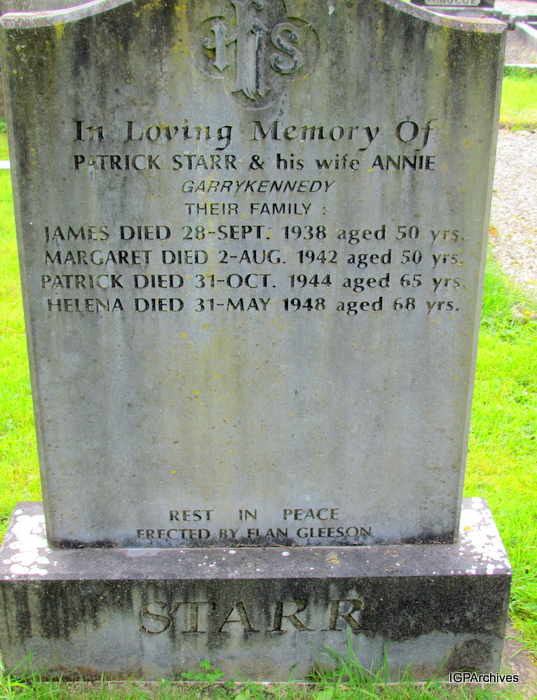 IHS
In Loving Memory Of
PATRICK STARR & his wife ANNIE
GARRYKENNEDY
THEIR FAMILY :
JAMES DIED 28-SEPT. 1938 aged 50 yrs.
MARGARET DIED 2-AUG. 1942 aged 50 yrs.
PATRICK DIED 31-OCT. 1944 aged 65 yrs.
HELENA DIED 31-MAY 1948 aged 68 yrs.
REST IN PEACE
ERECTED BY FLAN GLEESON
STARR
IGPArchives